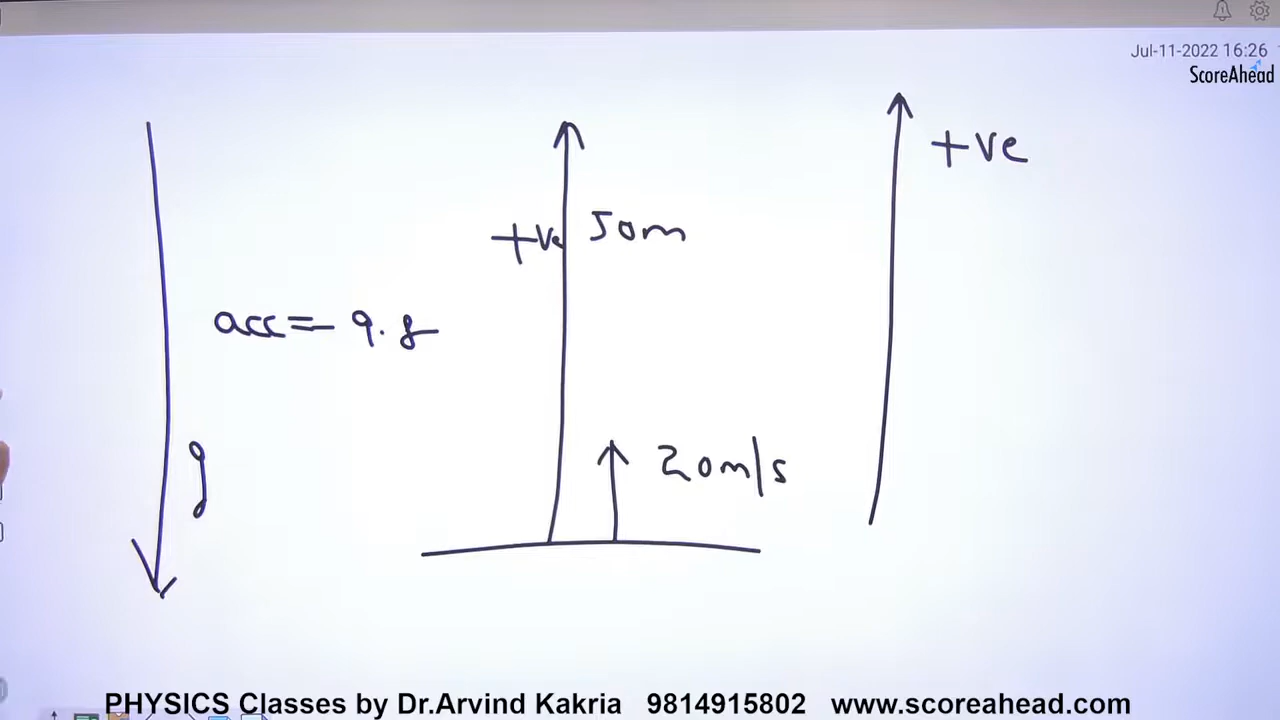 Jul-11-2022 16:26
ScoreAhead
+ve
+ve 50m
acc=-9.8
g
20m/s
PHYSICS Classes by Dr.Arvind Kakria 9814915802 www.scoreahead.com